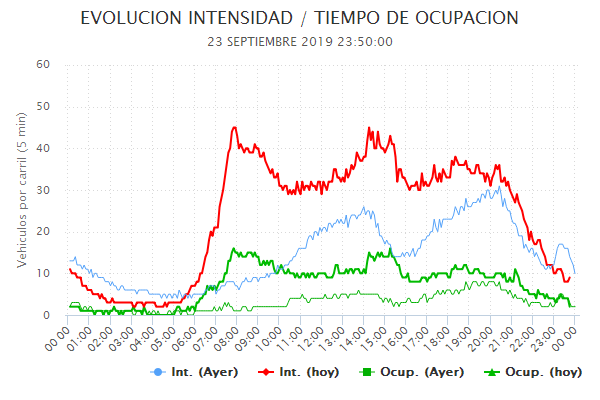 EVOLUCION INTENSIDAD / TIEMPO DE OCUPACION
23 SEPTIEMBRE 2019 23:50:00
Vehiculos por carril (5 min)
60
50
40
30
20
10
0
00:00 01:00 02:00 03:00 04:00 05:00 06:00 07:00 08:00 09:00 10:00 11:00 12:00 13:00 14:00 15:00 16:00 17:00 18:00 19:00 20:00 21:00 22:00 23:00 00:00
Int. (Ayer) Int. (hoy) Ocup. (Ayer) Ocup. (hoy)